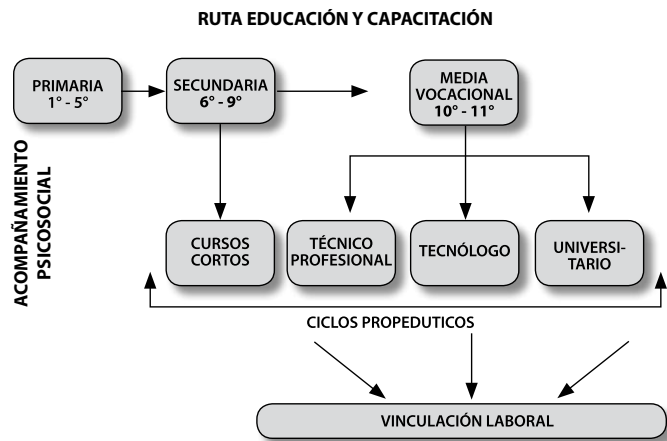 RUTA EDUCACIÓN Y CAPACITACIÓN
PRIMARIA
1° - 5°
SECUNDARIA
6° - 9°
MEDIA
VOCACIONAL
10° - 11°
ACOMPAÑAMIENTO
PSICOSOCIAL
CURSOS
CORTOS
TÉCNICO
PROFESIONAL
TECNÓLOGO
UNIVERSI-
TARIO
CICLOS PROPEDUTICOS
VINCULACIÓN LABORAL